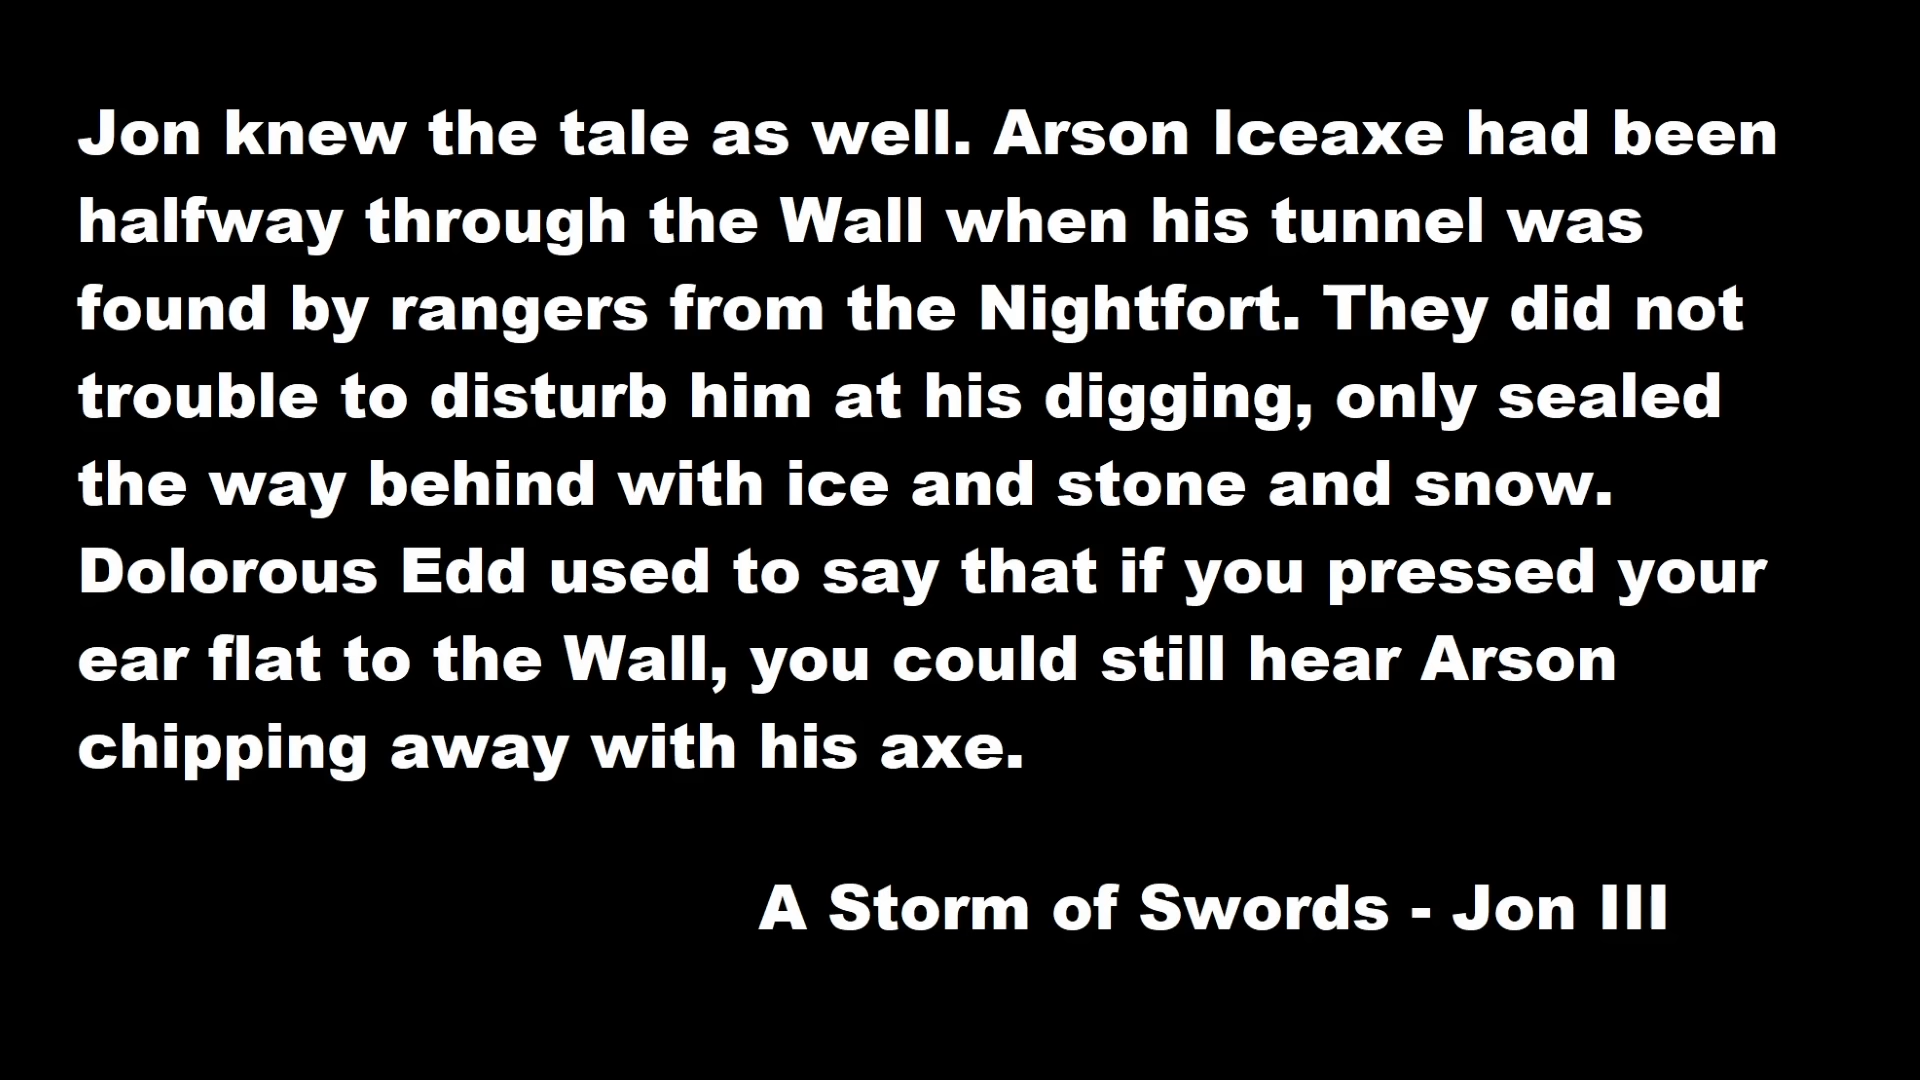 Jon knew the tale as well. Arson Iceaxe had been
halfway through the Wall when his tunnel was
found by rangers from the Nightfort. They did not
trouble to disturb him at his digging, only sealed
the way behind with ice and stone and snow.
Dolorous Edd used to say that if you pressed your
ear flat to the Wall, you could still hear Arson
chipping away with his axe.
A Storm of Swords - Jon III